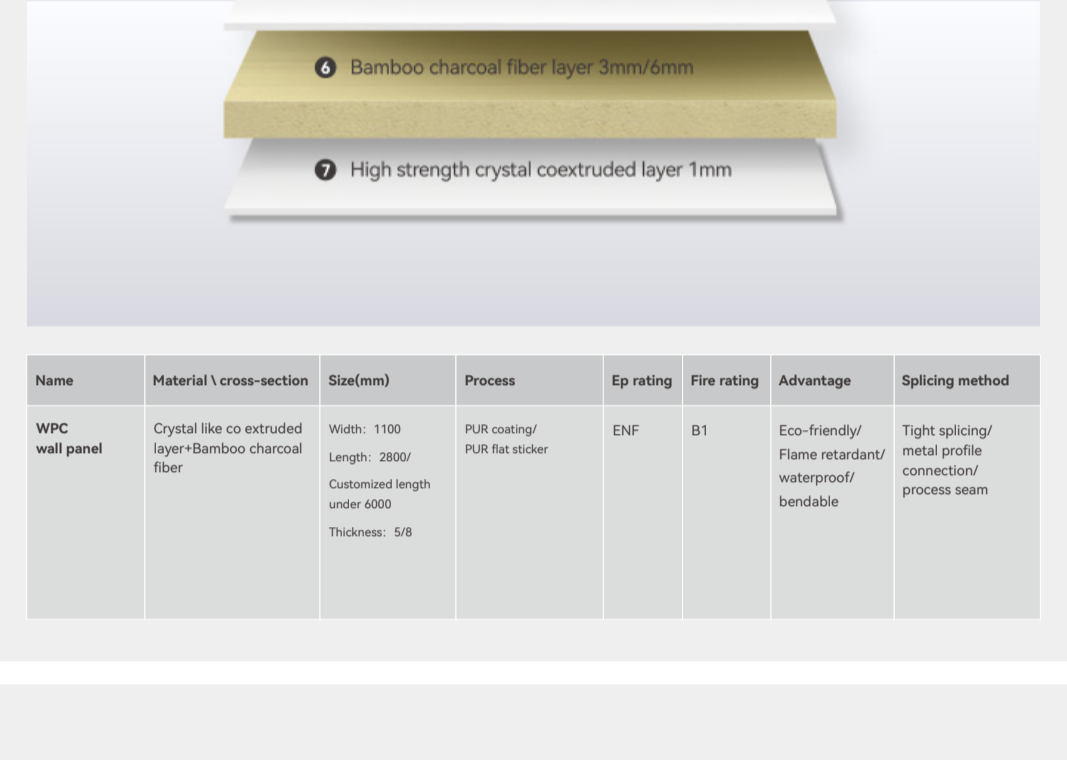 6 Bamboo charcoal fiber layer 3mm/6mm
7 High strength crystal coextruded layer 1mm
Name Material \ cross-section Size(mm) Process Ep rating Fire rating Advantage Splicing method
WPC
wall panel
Crystal like co extruded
layer+Bamboo charcoal
fiber
Width: 1100
Length: 2800/
Customized length
under 6000
Thickness: 5/8
PUR coating/
PUR flat sticker
ENF
B1
Eco-friendly/
Flame retardant/
waterproof/
bendable
Tight splicing/
metal profile
connection/
process seam